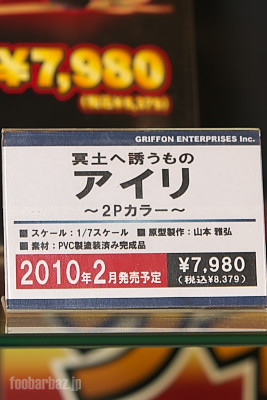 ¥7,980
(税込¥8,379)
GRIFFON ENTERPRISES Inc.
冥土へ誘うもの
アイリ
~2Pカラー~
■ スケール:1/7スケール ■ 原型製作:山本 雅弘
■ 素材:PVC製塗装済み完成品
2010年2月発売予定
¥7,980
(税込¥8,379)
foobarbaz.jp